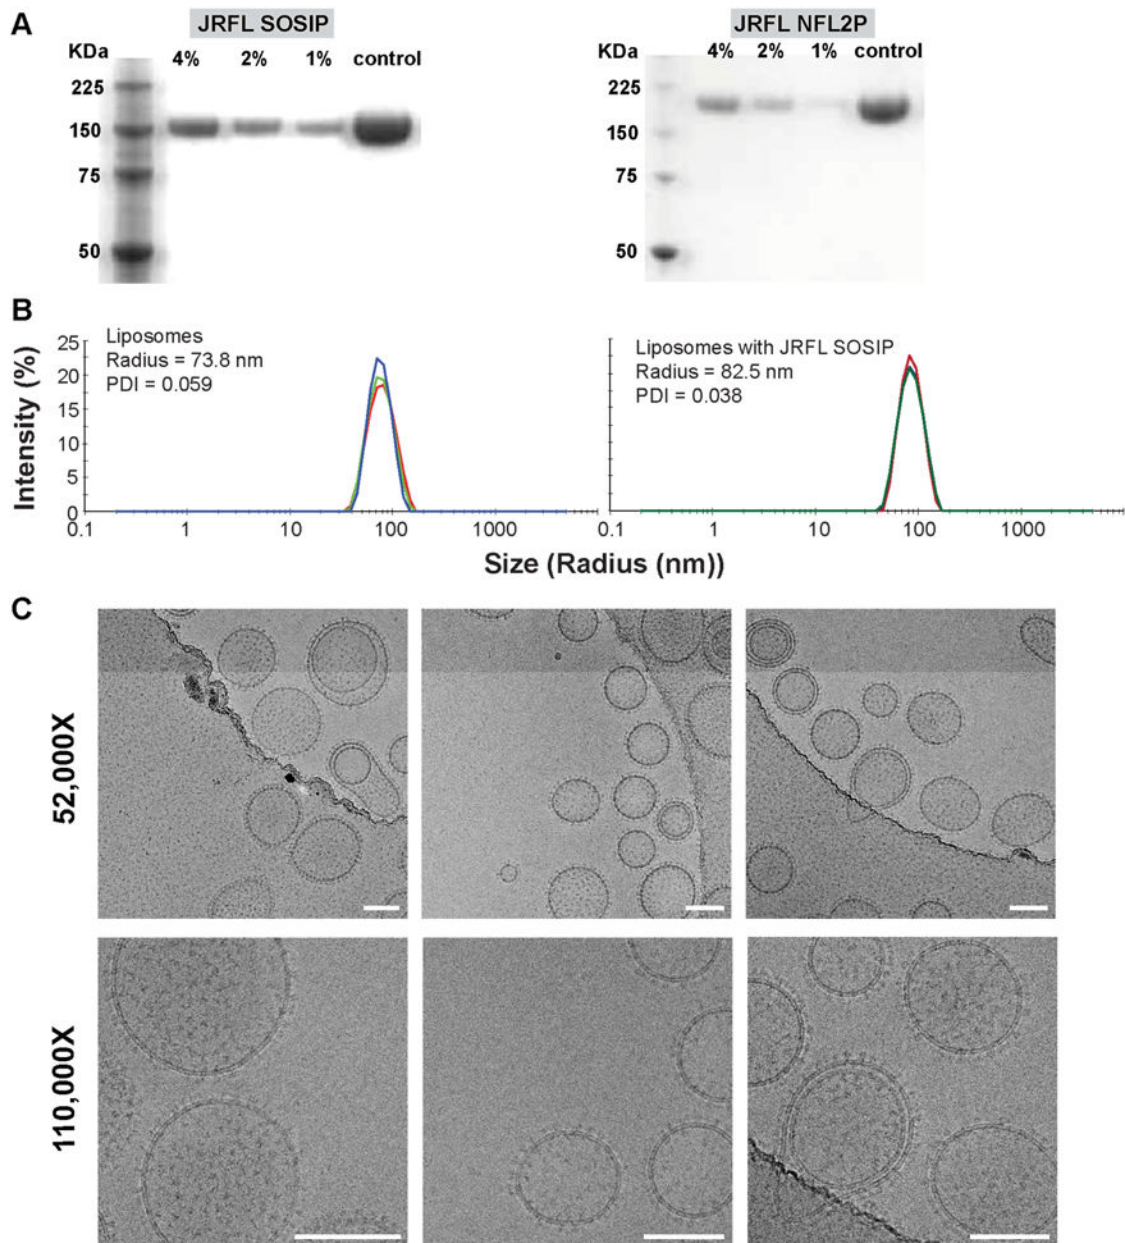 A
JRFL SOSIP
JRFL NFL2P
KDa 4% 2% 1% control
KDa 4% 2% 1% control
225
150
75
50
225
150
75
50
B
Intensity (%)
25
20
15
10
5
0
Liposomes
Radius = 73.8 nm
PDI = 0.059
Liposomes with JRFL SOSIP
Radius = 82.5 nm
PDI = 0.038
0.1 1 10 100 1000
0.1 1 10 100 1000
Size (Radius (nm))
C
52,000X
110,000X